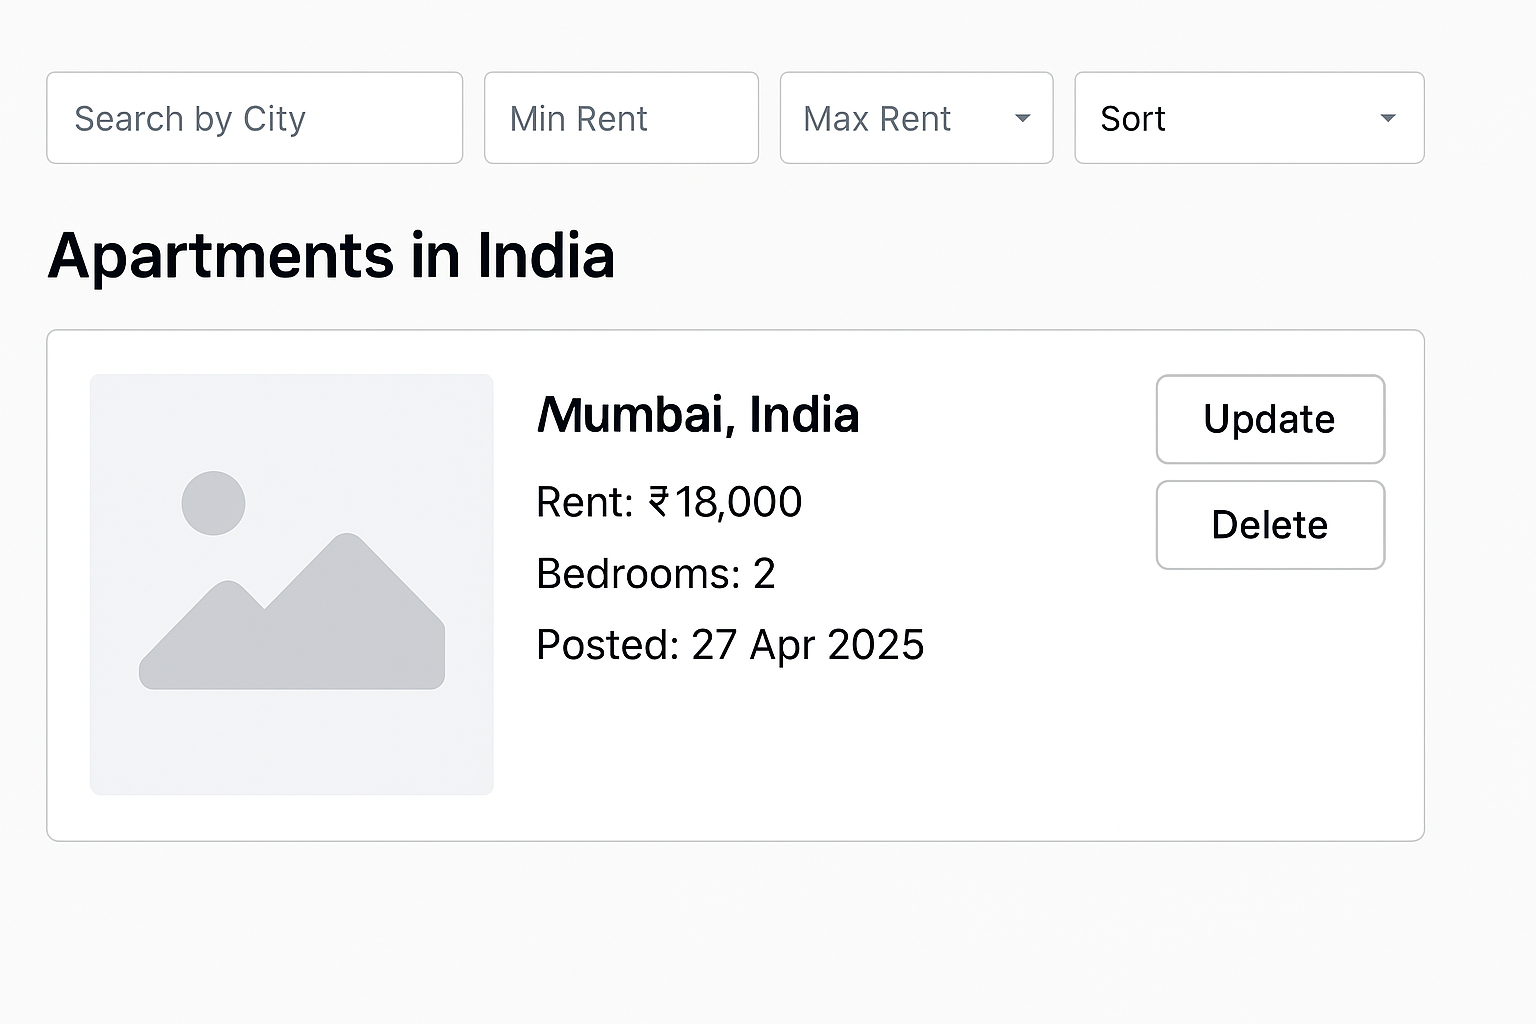 Search by City
Min Rent
Max Rent
Sort
Apartments in India
Mumbai, India
Rent: ₹18,000
Bedrooms: 2
Posted: 27 Apr 2025
Update
Delete